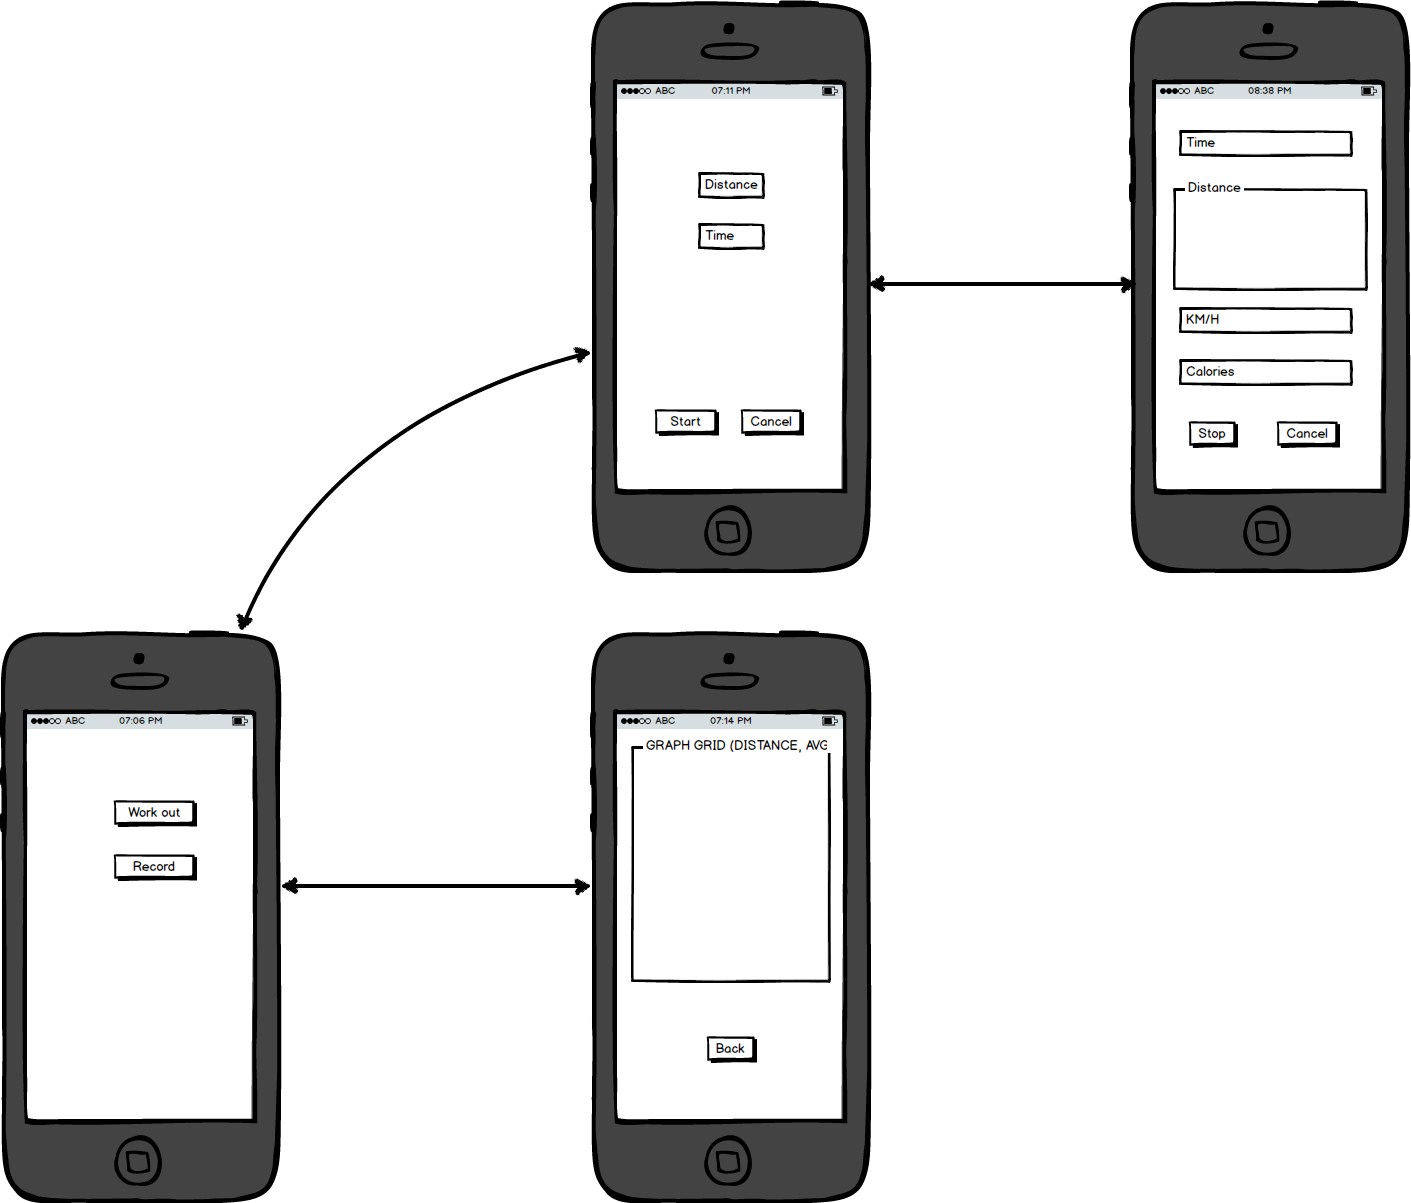 ABC 07:11 PM
Distance
Time
Start Cancel
ABC 08:38 PM
Time
Distance
KM/H
Calories
Stop Cancel
ABC 07:06 PM
Work out
Record
ABC 07:14 PM
GRAPH GRID (DISTANCE, AVG
Back